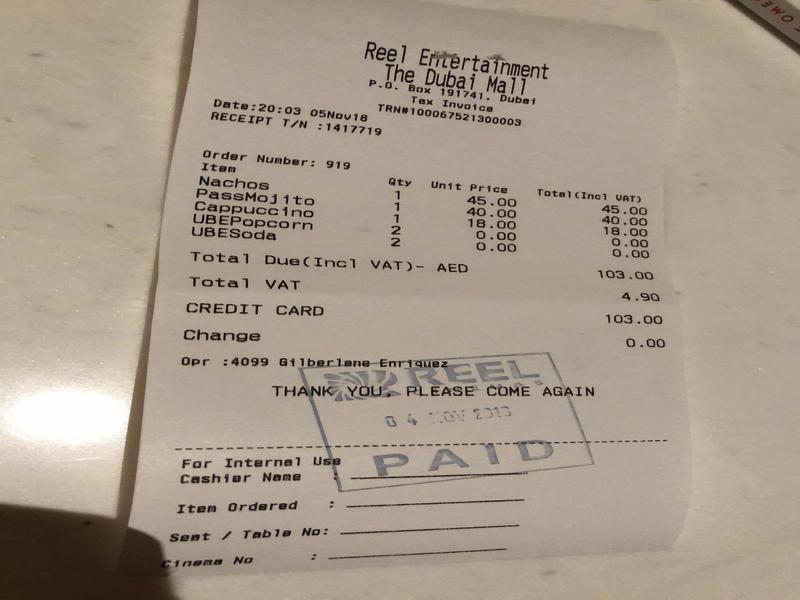 Reel Entertainment
The Dubai Mall
P.O. Box 191741, Dubai
Tax Invoice
TRN#100067521300003
Date:20:03 05Nov18
RECEIPT T/N :1417719
Order Number: 919
Item Qty Unit Price Total(Incl VAT)
Nachos 1 45.00 45.00
PassMojito 1 40.00 40.00
Cappuccino 1 18.00 18.00
UBEPopcorn 2 0.00 0.00
UBESoda 2 0.00 0.00
Total Due(Incl VAT)- AED 103.00
Total VAT 4.90
CREDIT CARD 103.00
Change 0.00
Opr :4099 Gilberlene Enriquez
REEL
THANK YOU, PLEASE COME AGAIN
04 NOV
PAID
For Internal Use
Cashier Name :
Item Ordered :
Seat / Table No:
Cinema No :